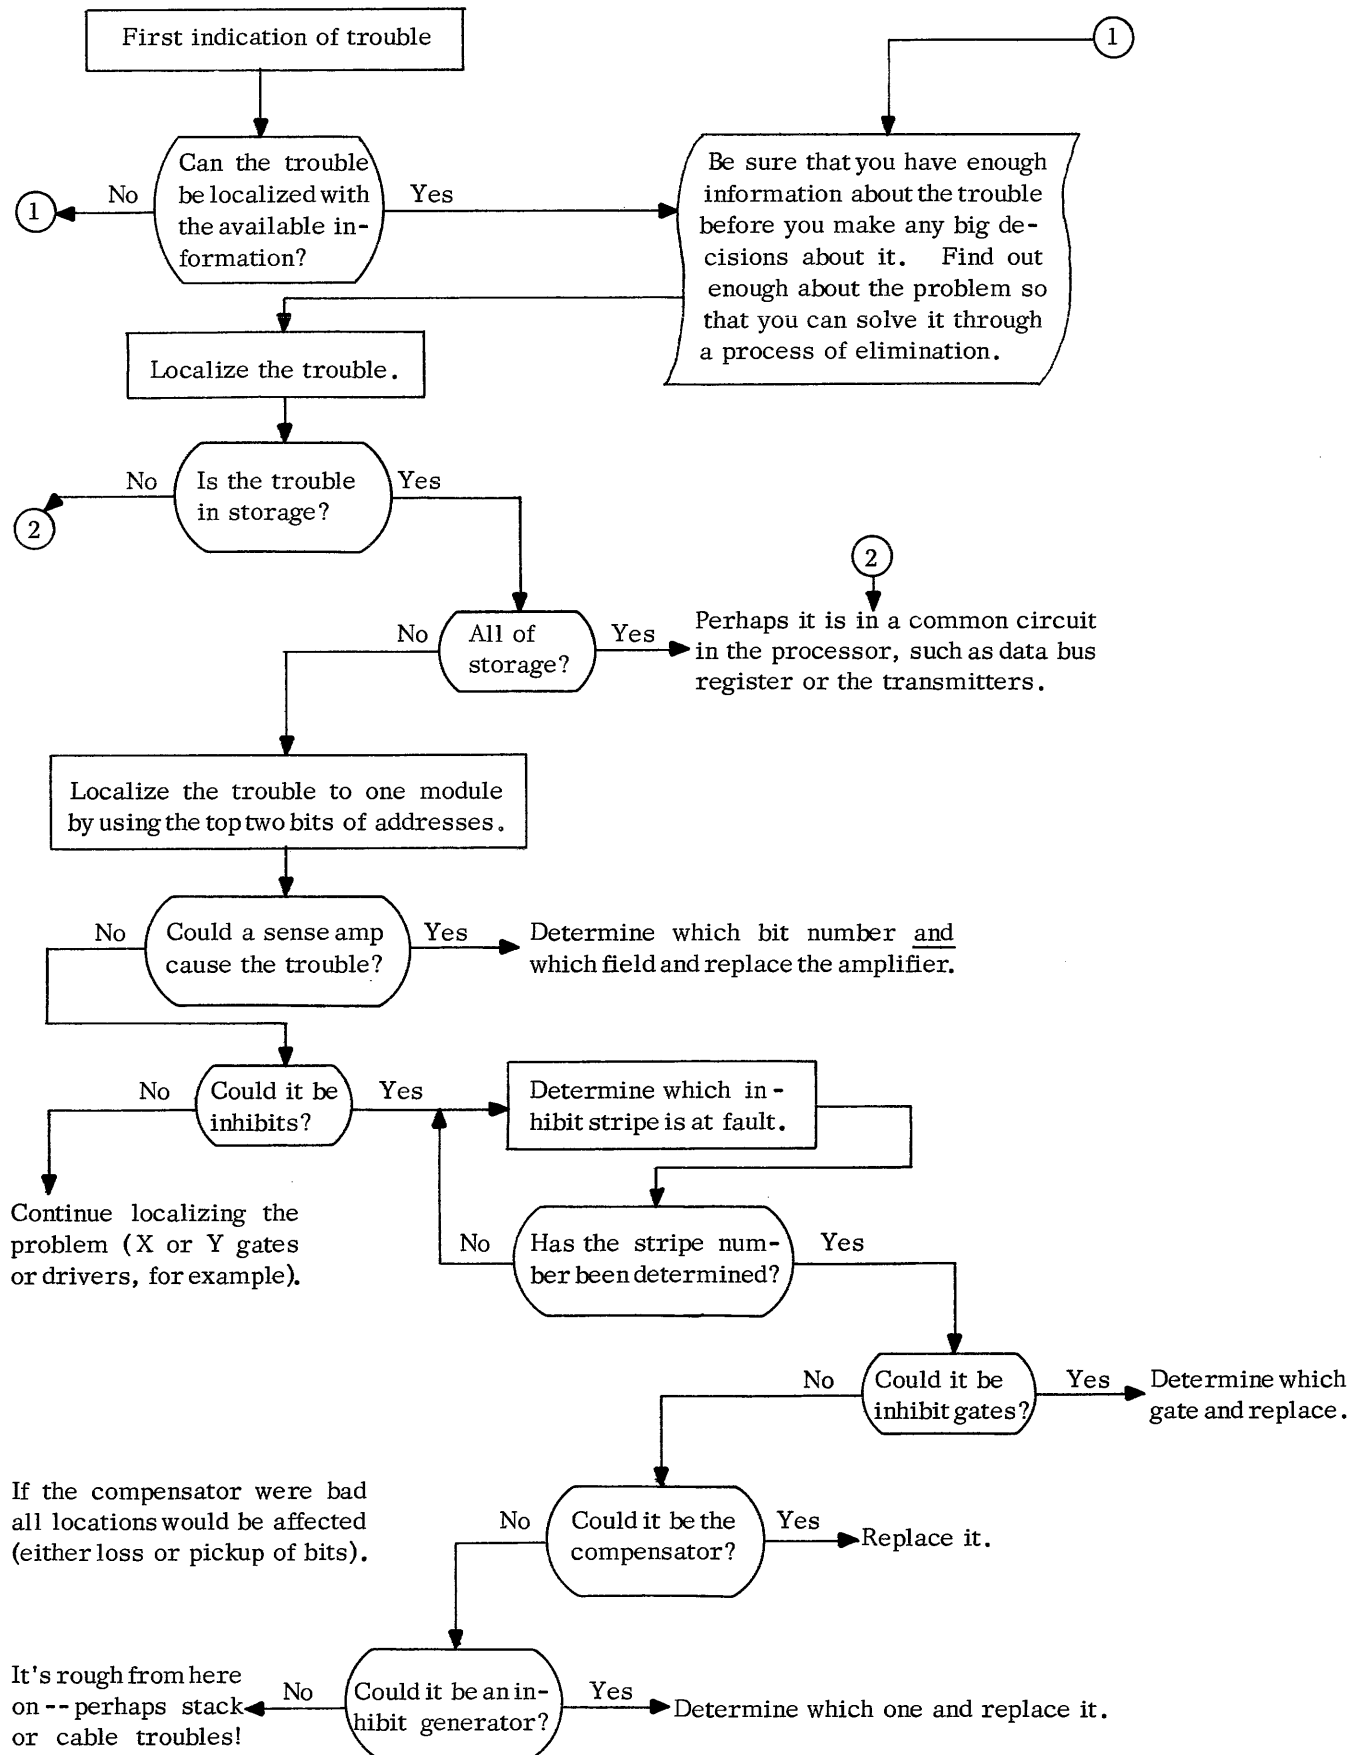 First indication of trouble
1
Can the trouble
be localized with
the available in-
formation?
No
1
Yes
Be sure that you have enough
information about the trouble
before you make any big de-
cisions about it. Find out
enough about the problem so
that you can solve it through
a process of elimination.
Localize the trouble.
Is the trouble
in storage?
No
2
Yes
2
All of
storage?
No
Yes
Perhaps it is in a common circuit
in the processor, such as data bus
register or the transmitters.
Localize the trouble to one module
by using the top two bits of addresses.
Could a sense amp
cause the trouble?
No
Yes
Determine which bit number and
which field and replace the amplifier.
Could it be
inhibits?
No
Yes
Determine which in-
hibit stripe is at fault.
Continue localizing the
problem (X or Y gates
or drivers, for example).
Has the stripe num-
ber been determined?
No
Yes
Could it be
inhibit gates?
No
Yes
Determine which
gate and replace.
If the compensator were bad
all locations would be affected
(either loss or pickup of bits).
Could it be the
compensator?
No
Yes
Replace it.
Could it be an in-
hibit generator?
No
It's rough from here
on -- perhaps stack
or cable troubles!
Yes
Determine which one and replace it.